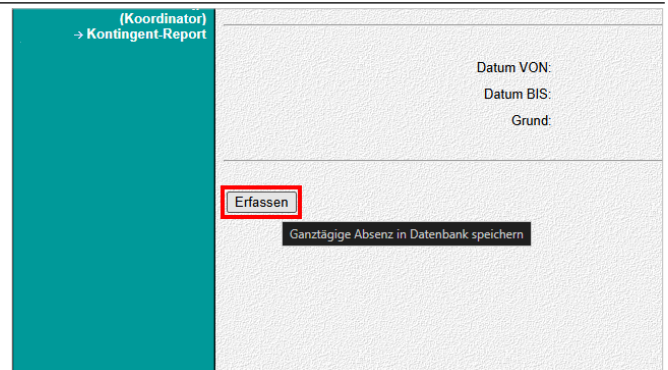 (Koordinator)
→ Kontingent-Report
Datum VON:
Datum BIS:
Grund:
Erfassen
Ganztägige Absenz in Datenbank speichern